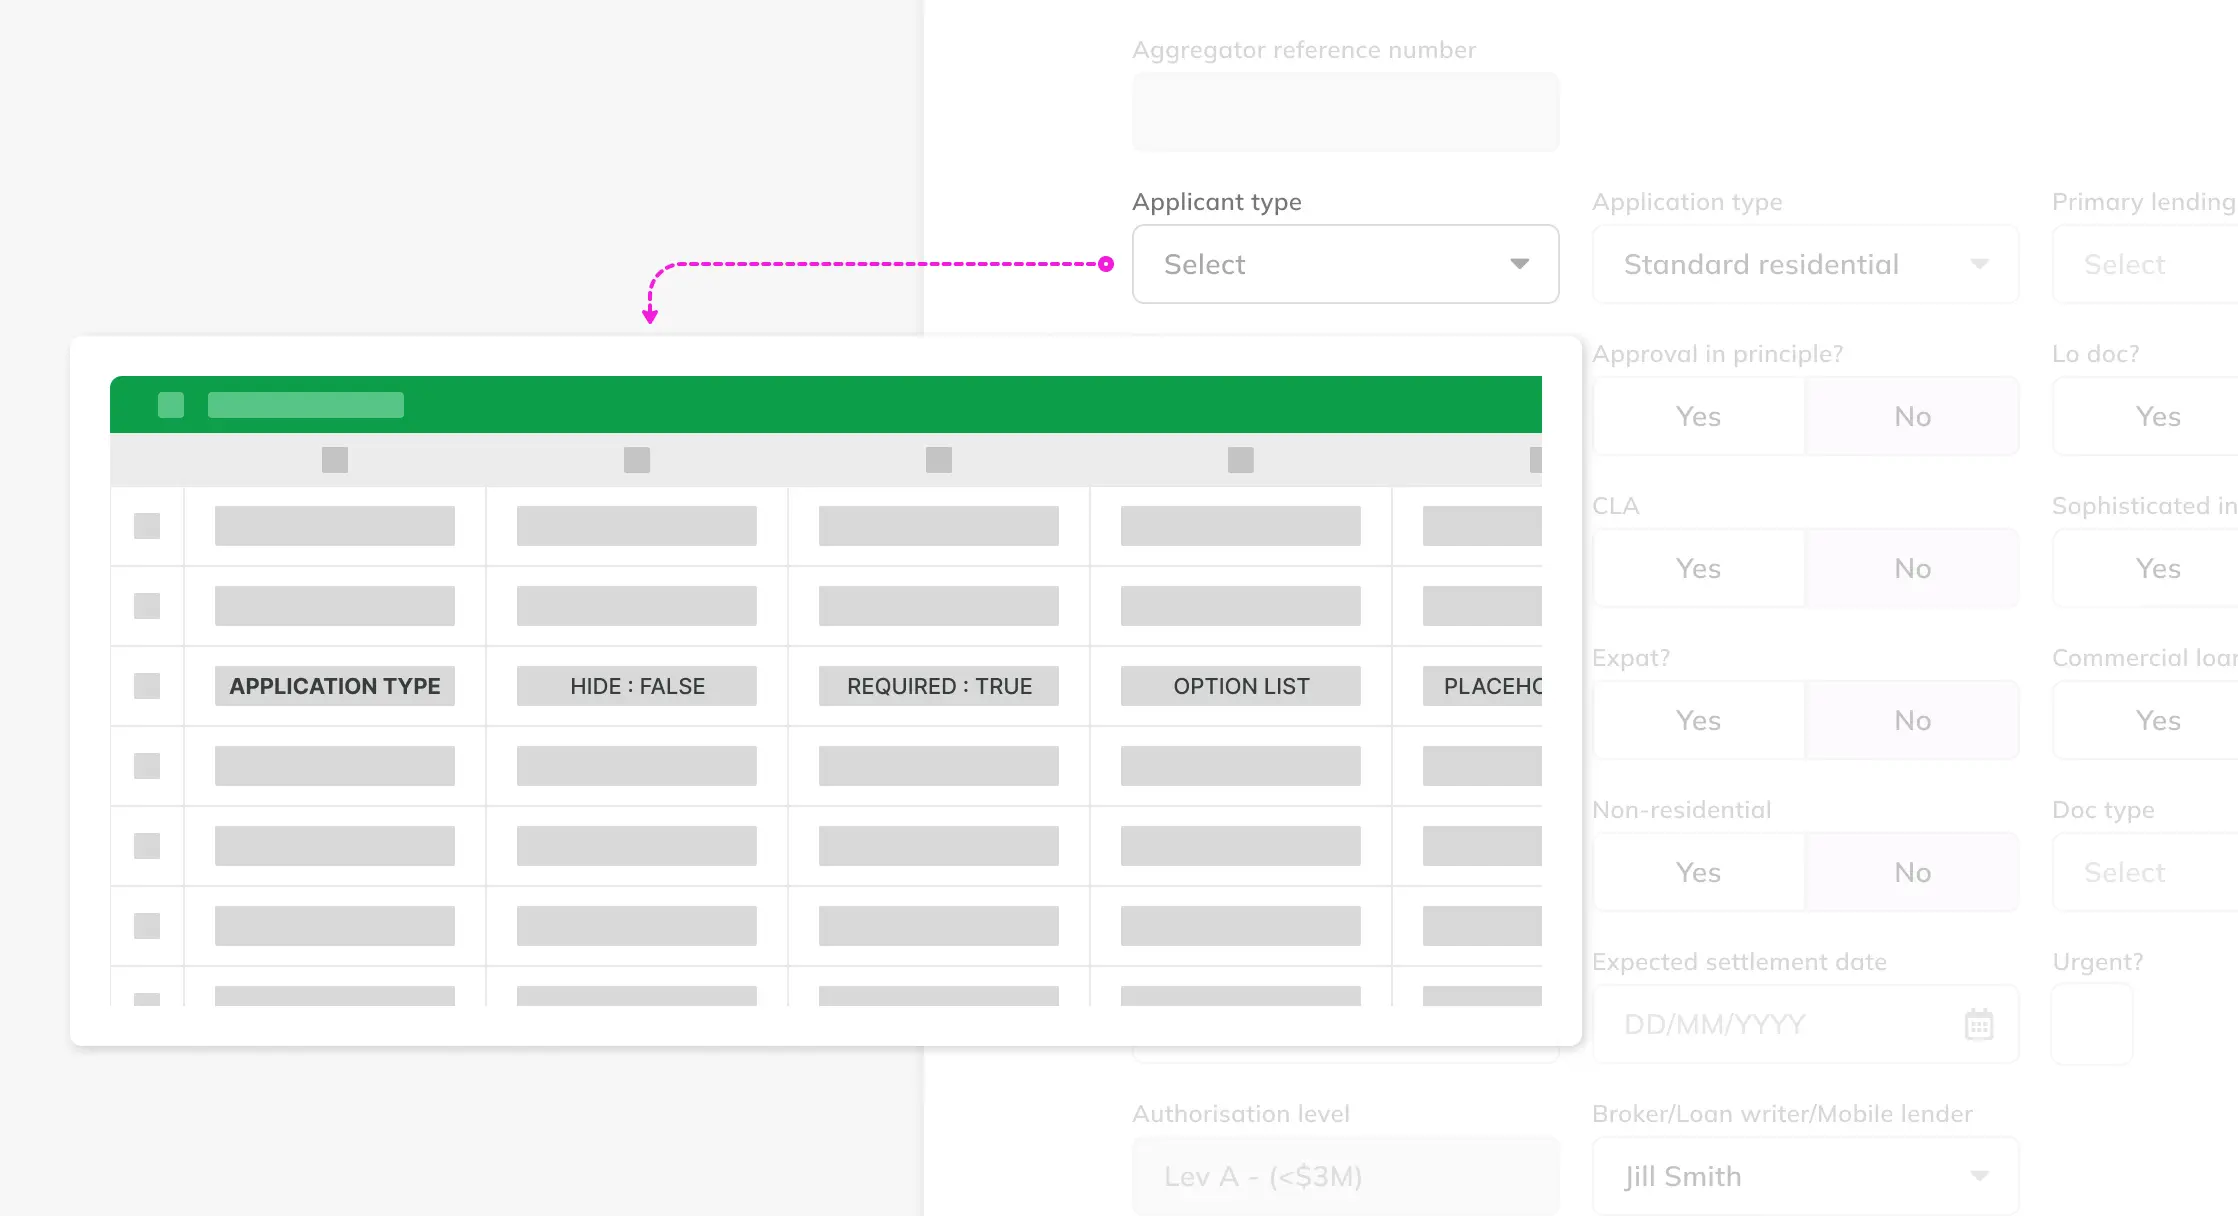 Aggregator reference number
Applicant type
Application type
Primary lending
Select
Standard residential
Select
Approval in principle?
Lo doc?
Yes
No
Yes
CLA
Sophisticated in
Yes
No
Yes
APPLICATION TYPE
HIDE : FALSE
REQUIRED : TRUE
OPTION LIST
PLACEHO
Expat?
Commercial loan
Yes
No
Yes
Non-residential
Doc type
Yes
No
Select
Expected settlement date
Urgent?
DD/MM/YYYY
Authorisation level
Broker/Loan writer/Mobile lender
Lev A - (<$3M)
Jill Smith